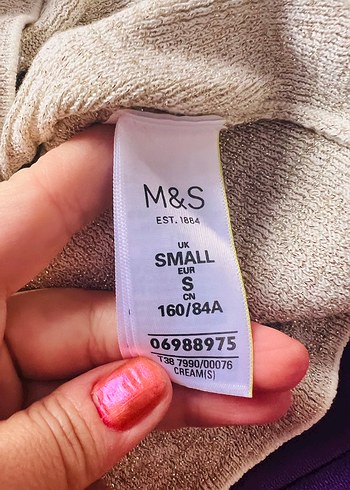 M&S
EST. 1884
UK
SMALL
EUR
S
CN
160/84A
06988975
T38 7990/00076
CREAM(S)